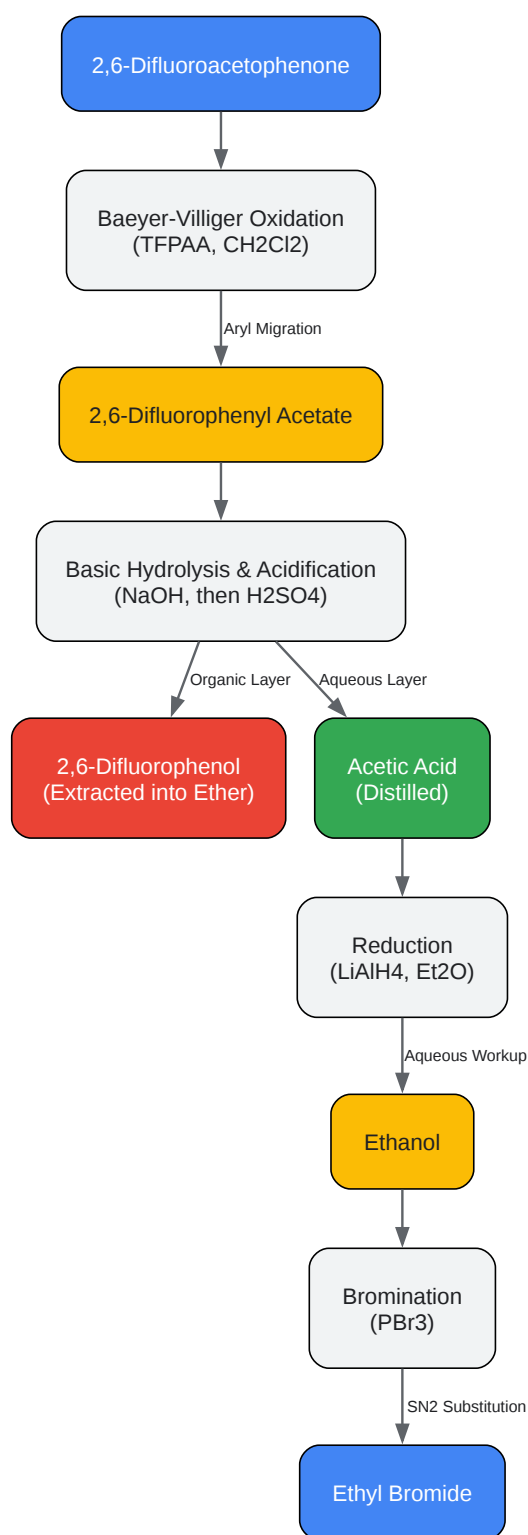 2,6-Difluoroacetophenone
Baeyer-Villiger Oxidation
(TFPAA, CH2Cl2)
Aryl Migration
2,6-Difluorophenyl Acetate
Basic Hydrolysis & Acidification
(NaOH, then H2SO4)
Organic Layer
Aqueous Layer
2,6-Difluorophenol
(Extracted into Ether)
Acetic Acid
(Distilled)
Reduction
(LiAlH4, Et2O)
Aqueous Workup
Ethanol
Bromination
(PBr3)
SN2 Substitution
Ethyl Bromide